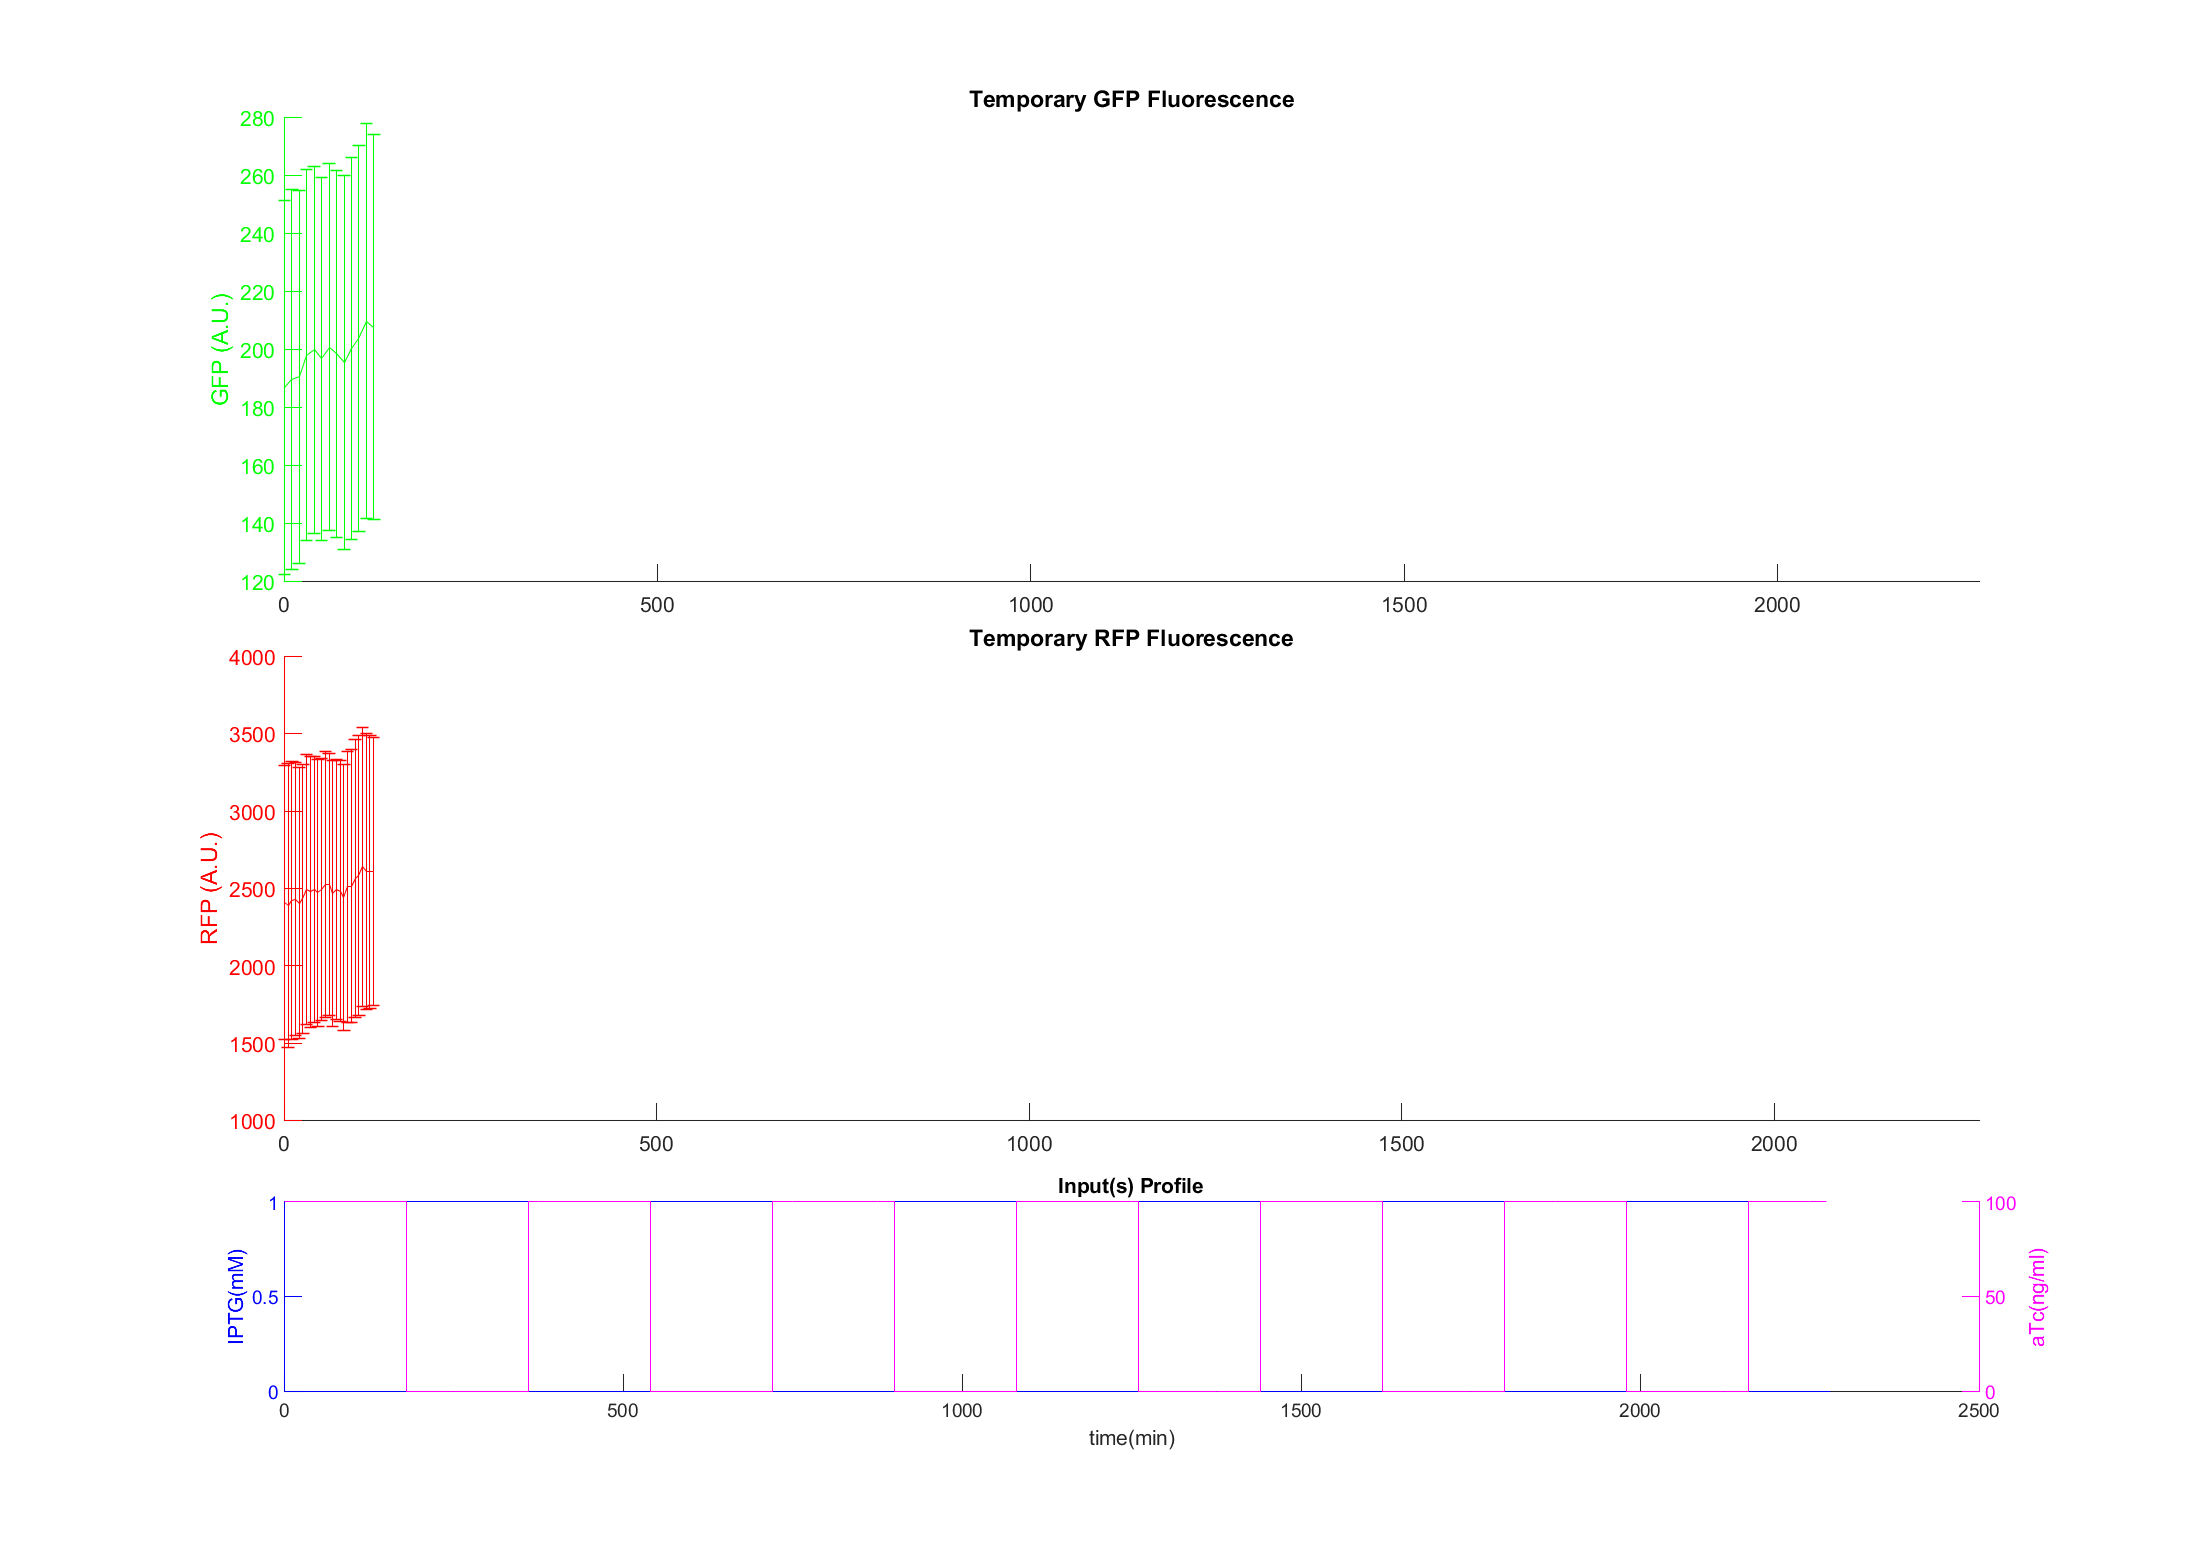 Temporary GFP Fluorescence
280
260
240
220
200
180
160
140
120
GFP (A.U.)
0 500 1000 1500 2000
Temporary RFP Fluorescence
4000
3500
3000
2500
2000
1500
1000
RFP (A.U.)
0 500 1000 1500 2000
Input(s) Profile
1
0.5
0
IPTG(mM)
100
50
0
aTc(ng/ml)
0 500 1000 1500 2000 2500
time(min)